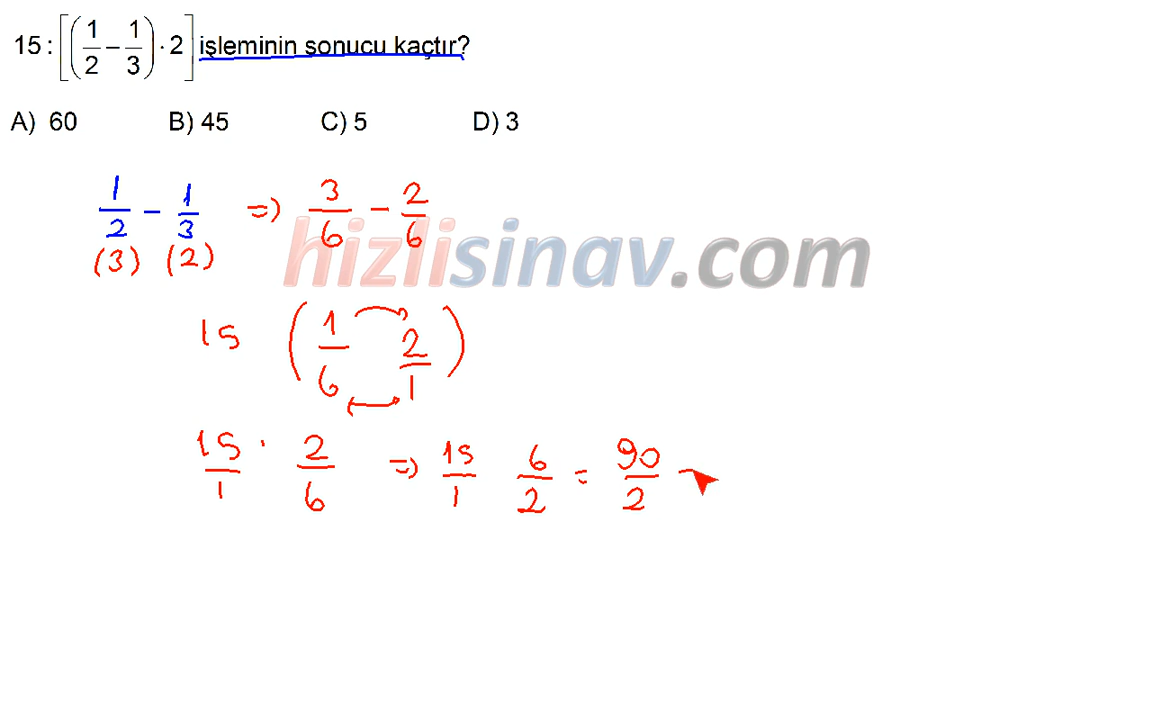 15 : [(1/2 − 1/3) · 2] işleminin sonucu kaçtır?
A) 60 B) 45 C) 5 D) 3
1/2 − 1/3 ⇒ 3/6 − 2/6
(3) (2)
hizlisinav.com
15 (1/6 2/1)
15/1 · 2/6 ⇒ 15/1 6/2 = 90/2